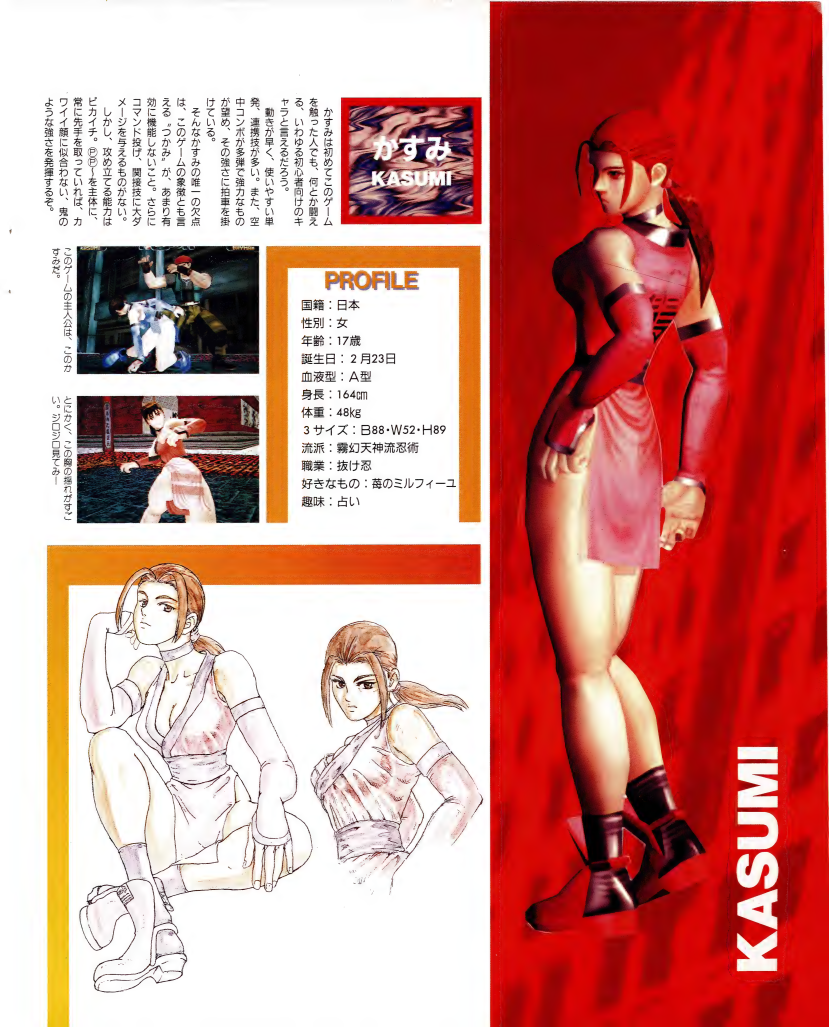 かすみ
KASUMI
かすみは初めてこのゲーム
を触った人でも、何とか闘え
る、いわゆる初心者向けのキ
ャラと言えるだろう。
動きが早く、使いやすい単
発、連携技が多い。また、空
中コンボが多弾で強力なもの
が望め、その強さに拍車を掛
けている。
そんなかすみの唯一の欠点
は、このゲームの象徴とも言
える“つかみ”が、あまり有
効に機能しないこと。さらに
コマンド投げ、関接技に大ダ
メージを与えるものがない。
しかし、攻め立てる能力は
ピカイチ。ⓅⓅ〜を主体に、
常に先手を取っていれば、カ
ワイイ顔に似合わない、鬼の
ような強さを発揮するぞ。
このゲームの主人公は、このか
すみだ。
とにかく、この胸の揺れがすご
い。ジロジロ見てみー
PROFILE
国籍：日本
性別：女
年齢：17歳
誕生日：2月23日
血液型：A型
身長：164cm
体重：48kg
3サイズ：B88・W52・H89
流派：霧幻天神流忍術
職業：抜け忍
好きなもの：苺のミルフィーユ
趣味：占い
KASUMI